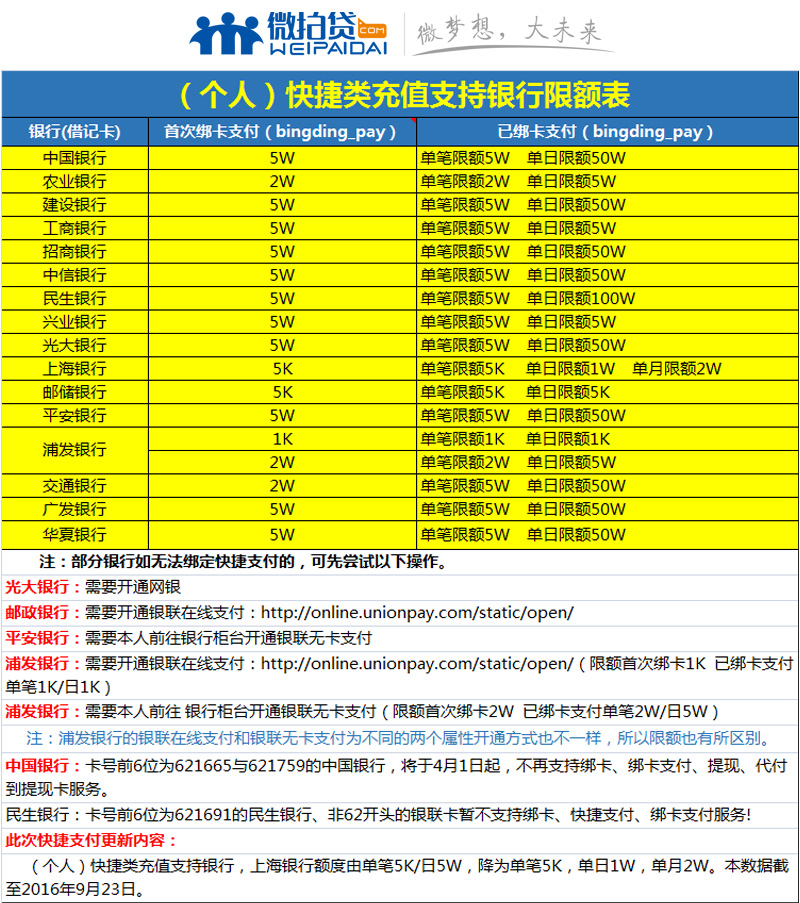 微拍贷.COM
WEIPAIDAI
微梦想，大未来
（个人）快捷类充值支持银行限额表
银行(借记卡) 首次绑卡支付（bingding_pay） 已绑卡支付（bingding_pay）
中国银行 5W 单笔限额5W 单日限额50W
农业银行 2W 单笔限额2W 单日限额5W
建设银行 5W 单笔限额5W 单日限额50W
工商银行 5W 单笔限额5W 单日限额5W
招商银行 5W 单笔限额5W 单日限额50W
中信银行 5W 单笔限额5W 单日限额50W
民生银行 5W 单笔限额5W 单日限额100W
兴业银行 5W 单笔限额5W 单日限额5W
光大银行 5W 单笔限额5W 单日限额50W
上海银行 5K 单笔限额5K 单日限额1W 单月限额2W
邮储银行 5K 单笔限额5K 单日限额5K
平安银行 5W 单笔限额5W 单日限额50W
浦发银行 1K 单笔限额1K 单日限额1K
2W 单笔限额2W 单日限额5W
交通银行 2W 单笔限额5W 单日限额50W
广发银行 5W 单笔限额5W 单日限额50W
华夏银行 5W 单笔限额5W 单日限额50W
注：部分银行如无法绑定快捷支付的，可先尝试以下操作。
光大银行：需要开通网银
邮政银行：需要开通银联在线支付：http://online.unionpay.com/static/open/
平安银行：需要本人前往银行柜台开通银联无卡支付
浦发银行：需要开通银联在线支付：http://online.unionpay.com/static/open/（限额首次绑卡1K 已绑卡支付
单笔1K/日1K）
浦发银行：需要本人前往 银行柜台开通银联无卡支付（限额首次绑卡2W 已绑卡支付单笔2W/日5W）
注：浦发银行的银联在线支付和银联无卡支付为不同的两个属性开通方式也不一样，所以限额也有所区别。
中国银行：卡号前6位为621665与621759的中国银行，将于4月1日起，不再支持绑卡、绑卡支付、提现、代付
到提现卡服务。
民生银行：卡号前6位为621691的民生银行、非62开头的银联卡暂不支持绑卡、快捷支付、绑卡支付服务!
此次快捷支付更新内容：
（个人）快捷类充值支持银行，上海银行额度由单笔5K/日5W，降为单笔5K，单日1W，单月2W。本数据截
至2016年9月23日。